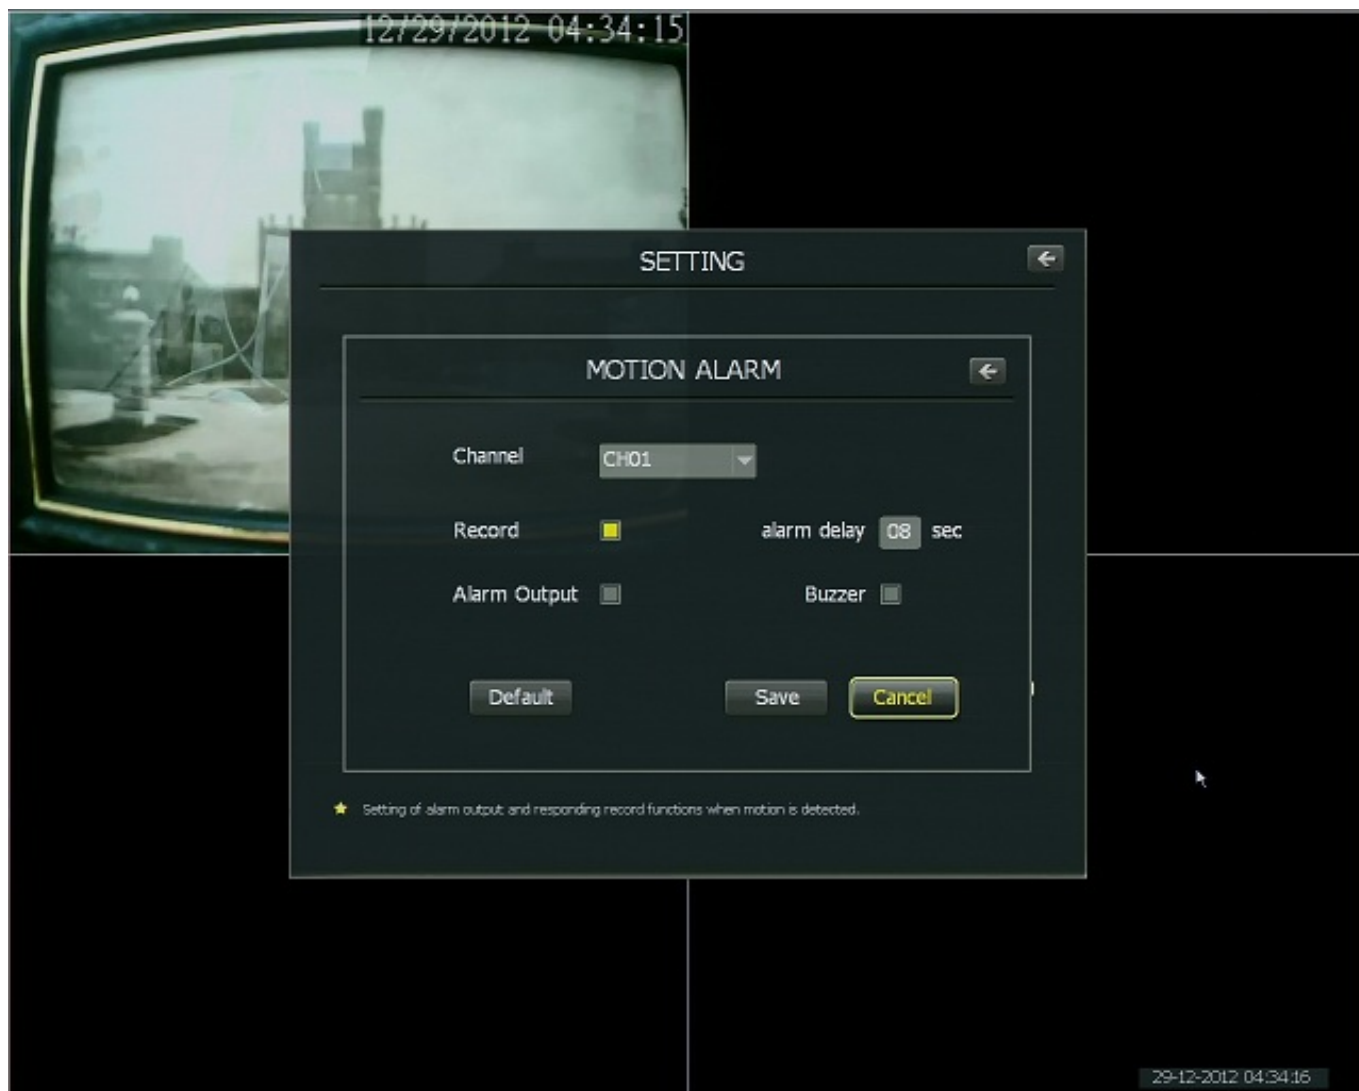 12/29/2012 04:34:15
SETTING
MOTION ALARM
Channel CH01
Record alarm delay 08 sec
Alarm Output Buzzer
Default Save Cancel
Setting of alarm output and responding record functions when motion is detected.
29-12-2012 04:34:16